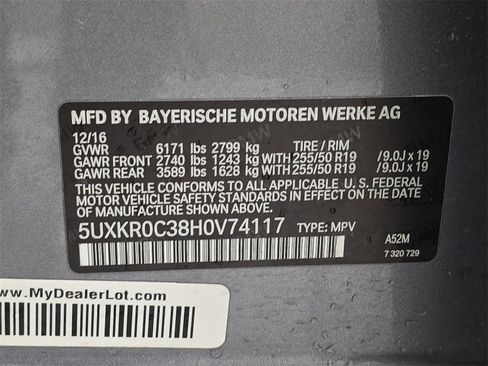 MFD BY BAYERISCHE MOTOREN WERKE AG
12/16
GVWR 6171 lbs 2799 kg TIRE / RIM
GAWR FRONT 2740 lbs 1243 kg WITH 255/50 R19 /9.0J x 19
GAWR REAR 3589 lbs 1628 kg WITH 255/50 R19 /9.0J x 19
THIS VEHICLE CONFORMS TO ALL APPLICABLE U.S. FEDERAL
MOTOR VEHICLE SAFETY STANDARDS IN EFFECT ON THE
DATE OF MANUFACTURE SHOWN ABOVE.
5UXKR0C38H0V74117 TYPE: MPV
A52M
7 320 729
www.MyDealerLot.com